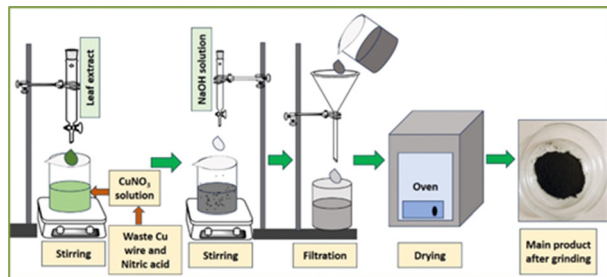 Leaf extract
NaOH solution
CuNO₃
solution
Oven
Stirring
Waste Cu
wire and
Nitric acid
Stirring
Filtration
Drying
Main product
after grinding